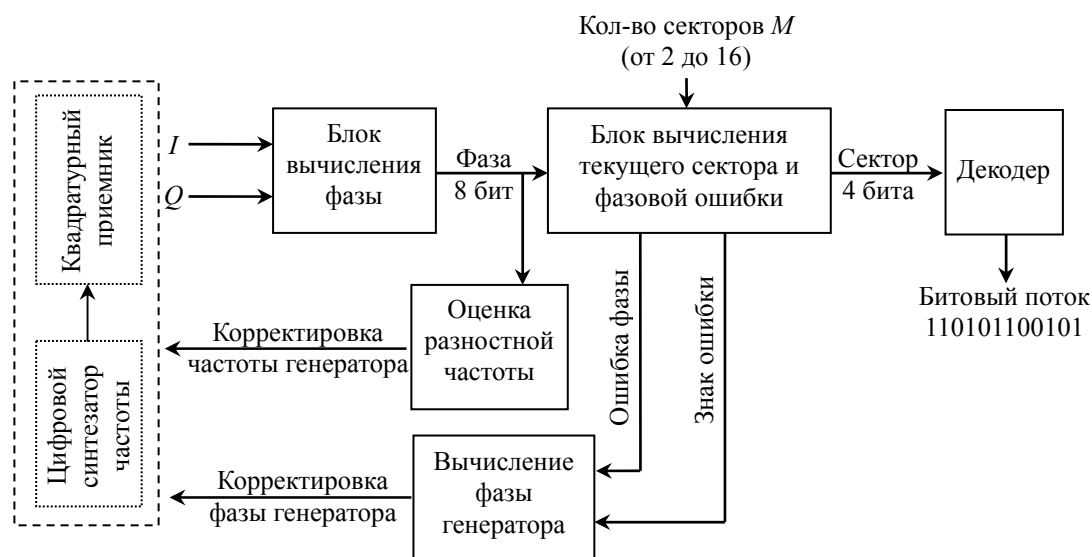 Кол-во секторов M
(от 2 до 16)
Квадратурный
приемник
I
Q
Блок
вычисления
фазы
Фаза
8 бит
Блок вычисления
текущего сектора и
фазовой ошибки
Сектор
4 бита
Декодер
Битовый поток
110101100101
Цифровой
синтезатор
частоты
Корректировка
частоты генератора
Оценка
разностной
частоты
Ошибка фазы
Знак ошибки
Корректировка
фазы генератора
Вычисление
фазы
генератора